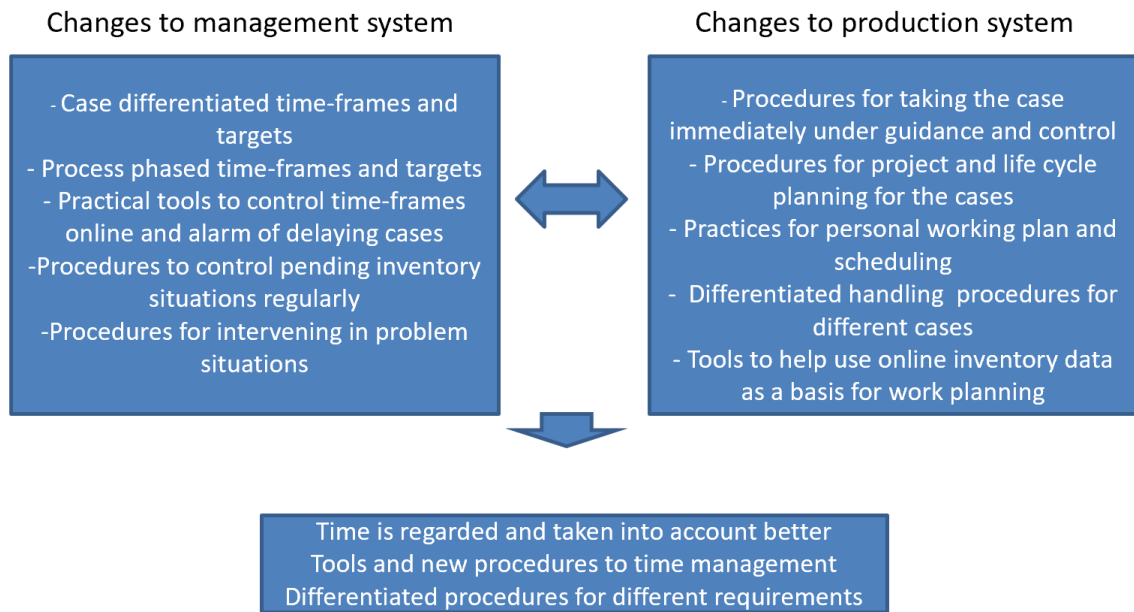 Changes to management system
- Case differentiated time-frames and
targets
- Process phased time-frames and targets
- Practical tools to control time-frames
online and alarm of delaying cases
-Procedures to control pending inventory
situations regularly
-Procedures for intervening in problem
situations
Changes to production system
- Procedures for taking the case
immediately under guidance and control
- Procedures for project and life cycle
planning for the cases
- Practices for personal working plan and
scheduling
-  Differentiated handling  procedures for
different cases
- Tools to help use online inventory data
as a basis for work planning
Time is regarded and taken into account better
Tools and new procedures to time management
Differentiated procedures for different requirements